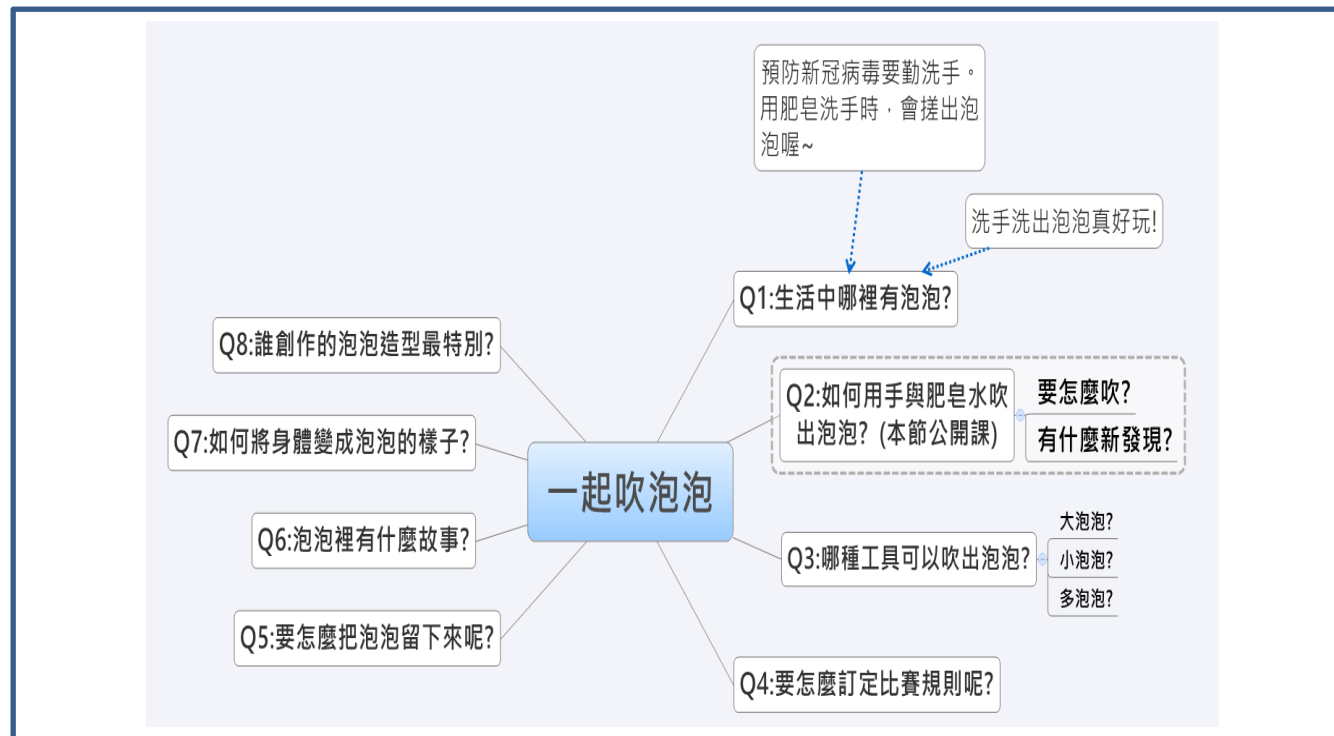 預防新冠病毒要勤洗手。
用肥皂洗手時，會搓出泡
泡喔~
洗手洗出泡泡真好玩!
Q1:生活中哪裡有泡泡?
Q2:如何用手與肥皂水吹
出泡泡? (本節公開課)
要怎麼吹?
有什麼新發現?
Q3:哪種工具可以吹出泡泡?
大泡泡?
小泡泡?
多泡泡?
Q4:要怎麼訂定比賽規則呢?
Q5:要怎麼把泡泡留下來呢?
Q6:泡泡裡有什麼故事?
Q7:如何將身體變成泡泡的樣子?
Q8:誰創作的泡泡造型最特別?
一起吹泡泡